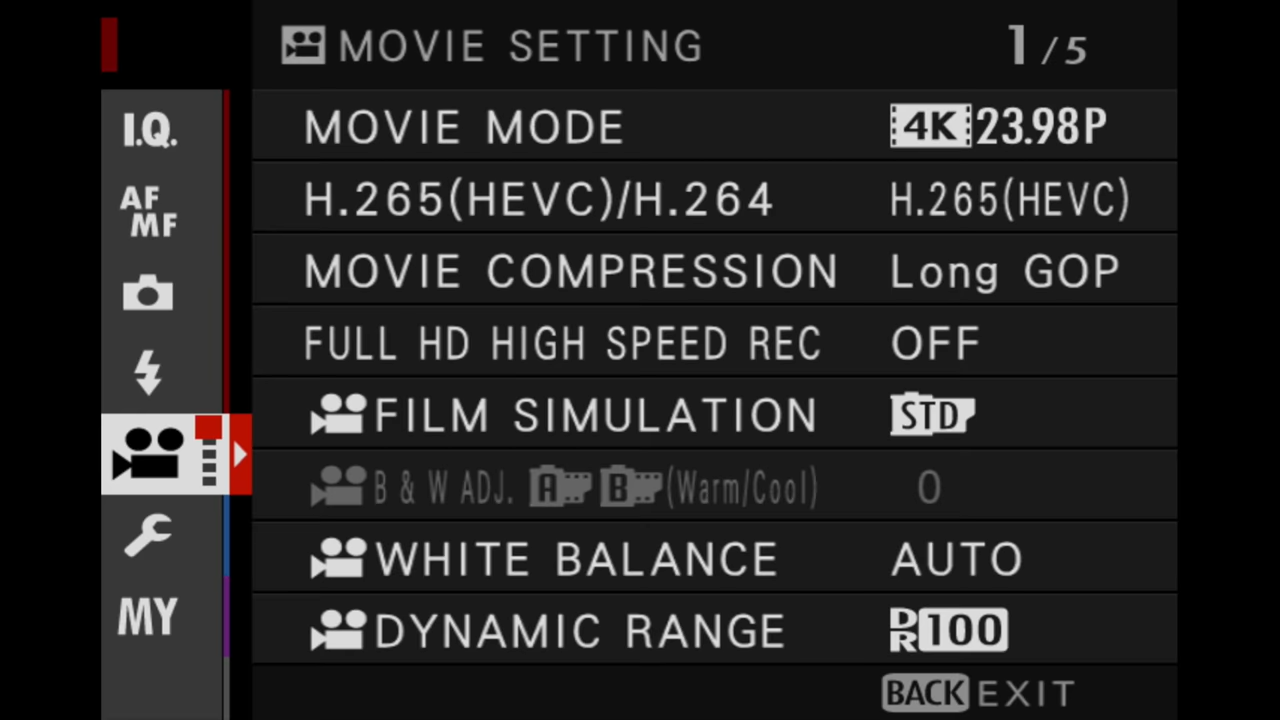 MOVIE SETTING 1/5
I.Q.
AF
MF
MY
MOVIE MODE 4K 23.98P
H.265(HEVC)/H.264 H.265(HEVC)
MOVIE COMPRESSION Long GOP
FULL HD HIGH SPEED REC OFF
FILM SIMULATION STD
B & W ADJ. A B (Warm/Cool) 0
WHITE BALANCE AUTO
DYNAMIC RANGE DR100
BACK EXIT